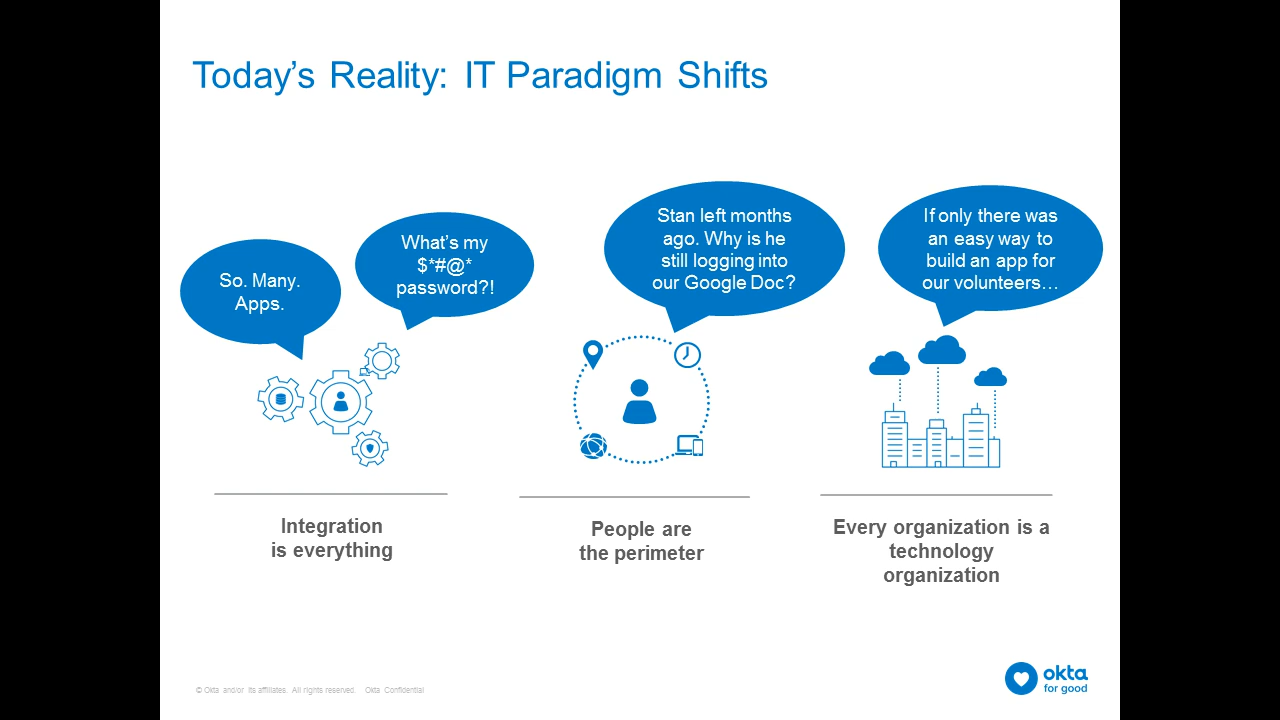 Today's Reality: IT Paradigm Shifts
So. Many.
Apps.
What's my
$*#@*
password?!
Stan left months
ago. Why is he
still logging into
our Google Doc?
If only there was
an easy way to
build an app for
our volunteers…
Integration
is everything
People are
the perimeter
Every organization is a
technology
organization
© Okta and/or its affiliates. All rights reserved. Okta Confidential
okta
for good